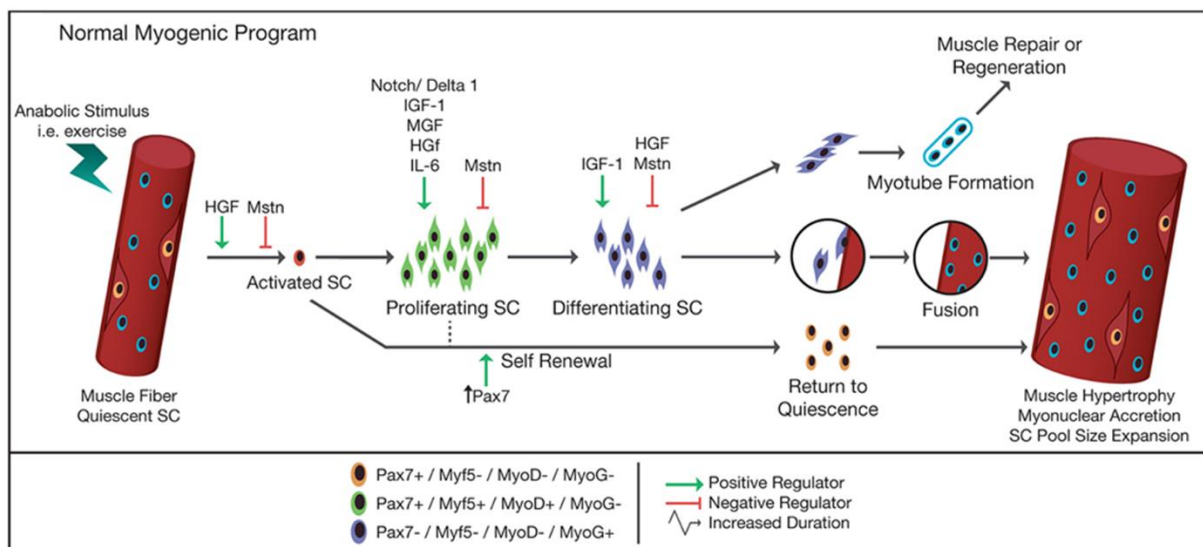 Normal Myogenic Program
Anabolic Stimulus
i.e. exercise
Muscle Fiber
Quiescent SC
HGF
Mstn
Activated SC
Notch/ Delta 1
IGF-1
MGF
HGf
IL-6
Mstn
Proliferating SC
IGF-1
HGF
Mstn
Differentiating SC
Self Renewal
↑Pax7
Muscle Repair or
Regeneration
Myotube Formation
Fusion
Return to
Quiescence
Muscle Hypertrophy
Myonuclear Accretion
SC Pool Size Expansion
Pax7+ / Myf5- / MyoD- / MyoG-
Pax7+ / Myf5+ / MyoD+ / MyoG-
Pax7- / Myf5- / MyoD- / MyoG+
Positive Regulator
Negative Regulator
Increased Duration